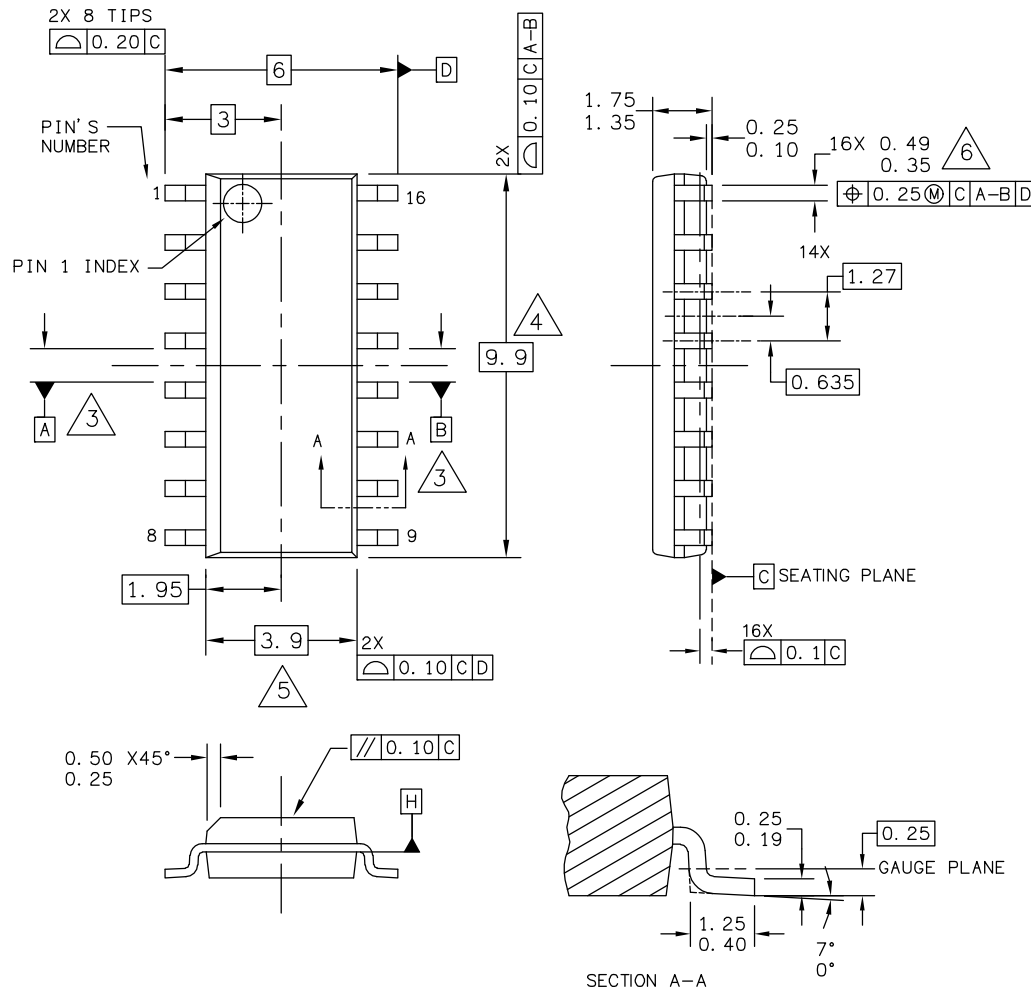 2X 8 TIPS
⌓ 0.20 C
6
D
3
PIN'S
NUMBER
1
16
PIN 1 INDEX
2X
⌓ 0.10 C A-B
4
9.9
A
3
B
3
A
A
8
9
1.95
3.9
2X
⌓ 0.10 C D
5
1.75
1.35
0.25
0.10
16X 0.49
0.35
6
⌖ 0.25 Ⓜ C A-B D
14X
1.27
0.635
C SEATING PLANE
16X
⌓ 0.1 C
0.50 X45°
0.25
// 0.10 C
H
0.25
0.19
0.25
GAUGE PLANE
1.25
0.40
7°
0°
SECTION A-A